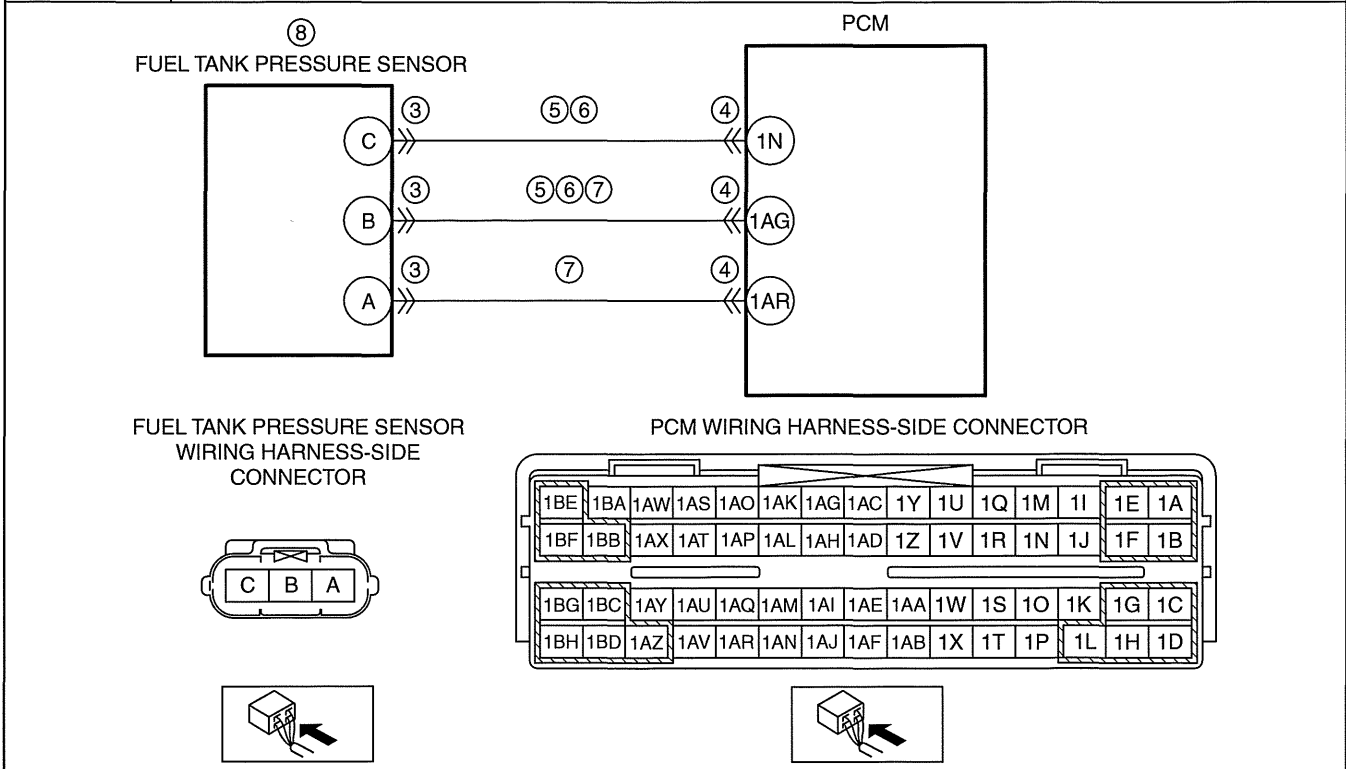 ⑧
FUEL TANK PRESSURE SENSOR
PCM
③ ⑤⑥ ④
C 1N
③ ⑤⑥⑦ ④
B 1AG
③ ⑦ ④
A 1AR
FUEL TANK PRESSURE SENSOR
WIRING HARNESS-SIDE
CONNECTOR
C B A
PCM WIRING HARNESS-SIDE CONNECTOR
1BE 1BA 1AW 1AS 1AO 1AK 1AG 1AC 1Y 1U 1Q 1M 1I 1E 1A
1BF 1BB 1AX 1AT 1AP 1AL 1AH 1AD 1Z 1V 1R 1N 1J 1F 1B
1BG 1BC 1AY 1AU 1AQ 1AM 1AI 1AE 1AA 1W 1S 1O 1K 1G 1C
1BH 1BD 1AZ 1AV 1AR 1AN 1AJ 1AF 1AB 1X 1T 1P 1L 1H 1D